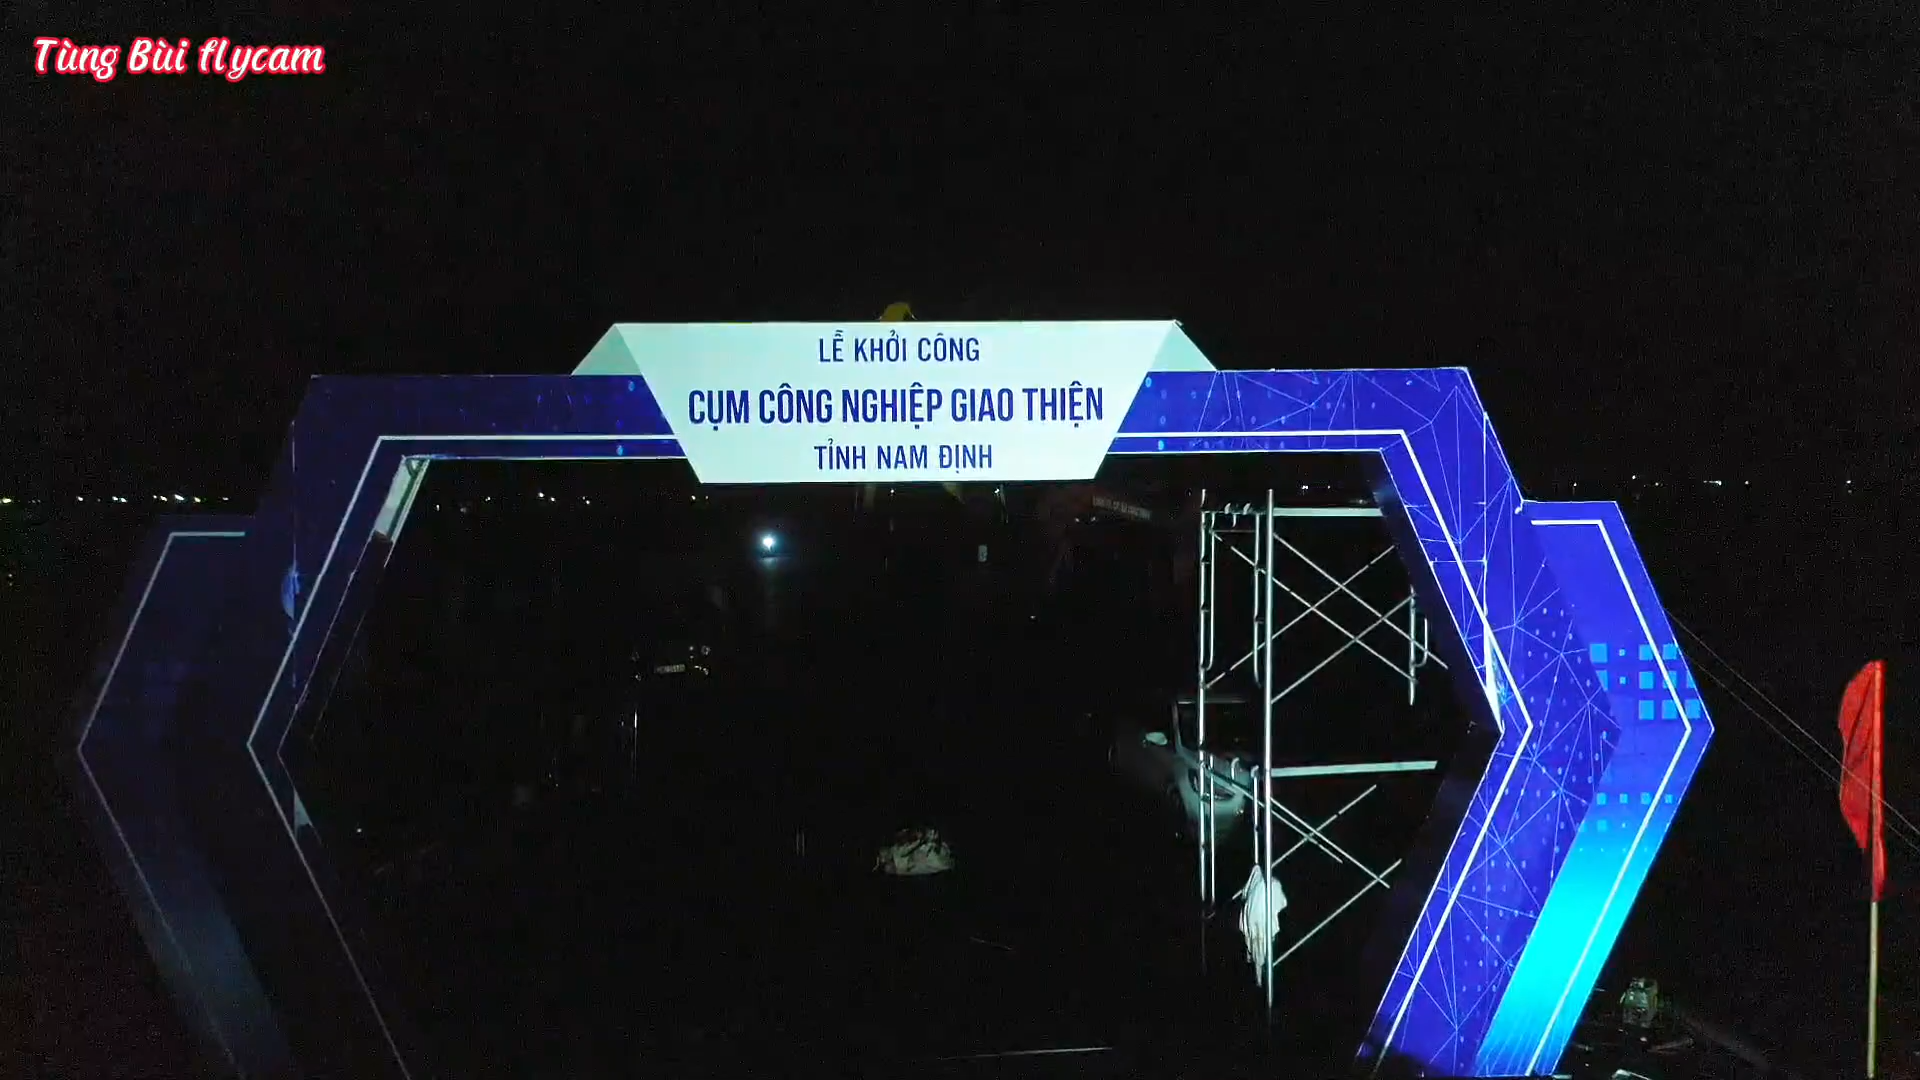 Tùng Bùi flycam
LỄ KHỞI CÔNG
CỤM CÔNG NGHIỆP GIAO THIỆN
TỈNH NAM ĐỊNH